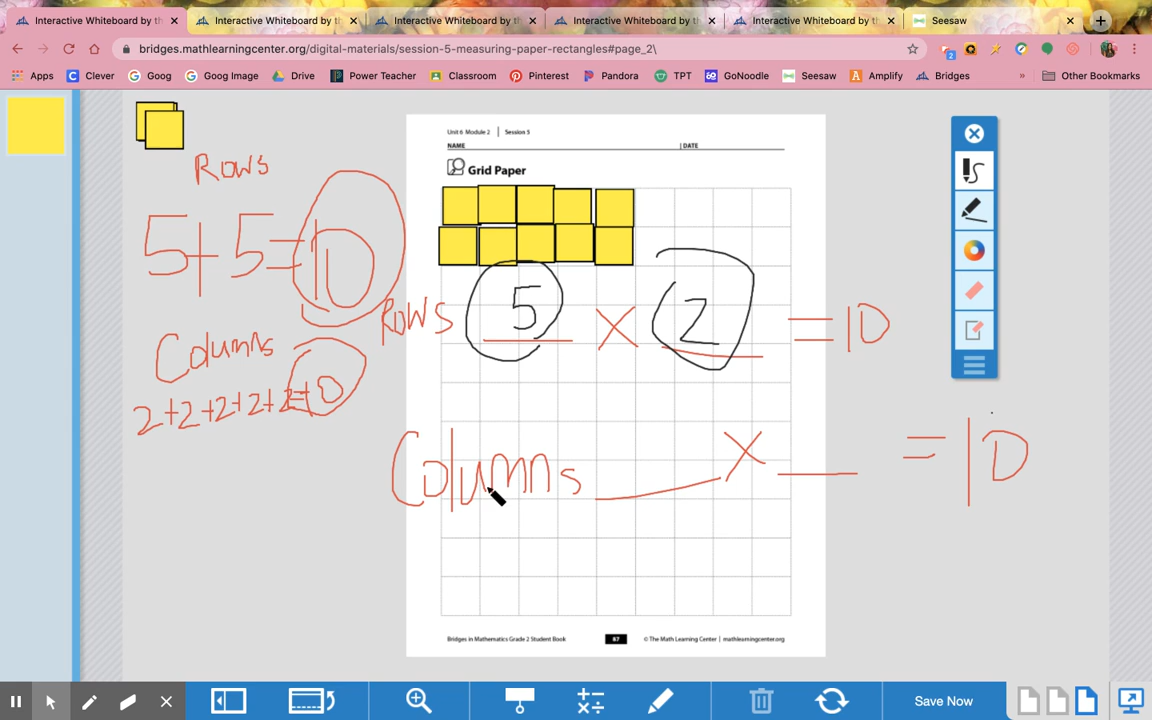 Interactive Whiteboard by th
Interactive Whiteboard by th
Interactive Whiteboard by th
Interactive Whiteboard by th
Interactive Whiteboard by th
Seesaw
bridges.mathlearningcenter.org/digital-materials/session-5-measuring-paper-rectangles#page_2\
2
Apps
Clever
Goog
Goog Image
Drive
Power Teacher
Classroom
Pinterest
Pandora
TPT
GoNoodle
Seesaw
Amplify
Bridges
»
Other Bookmarks
Unit 6 Module 2 | Session 5
NAME | DATE
Grid Paper
Rows
5+5=10
Rows 5 x 2 = 10
Columns
2+2+2+2+2=10
Columns ___ x ___ = 10
Bridges in Mathematics Grade 2 Student Book 87 © The Math Learning Center | mathlearningcenter.org
Save Now